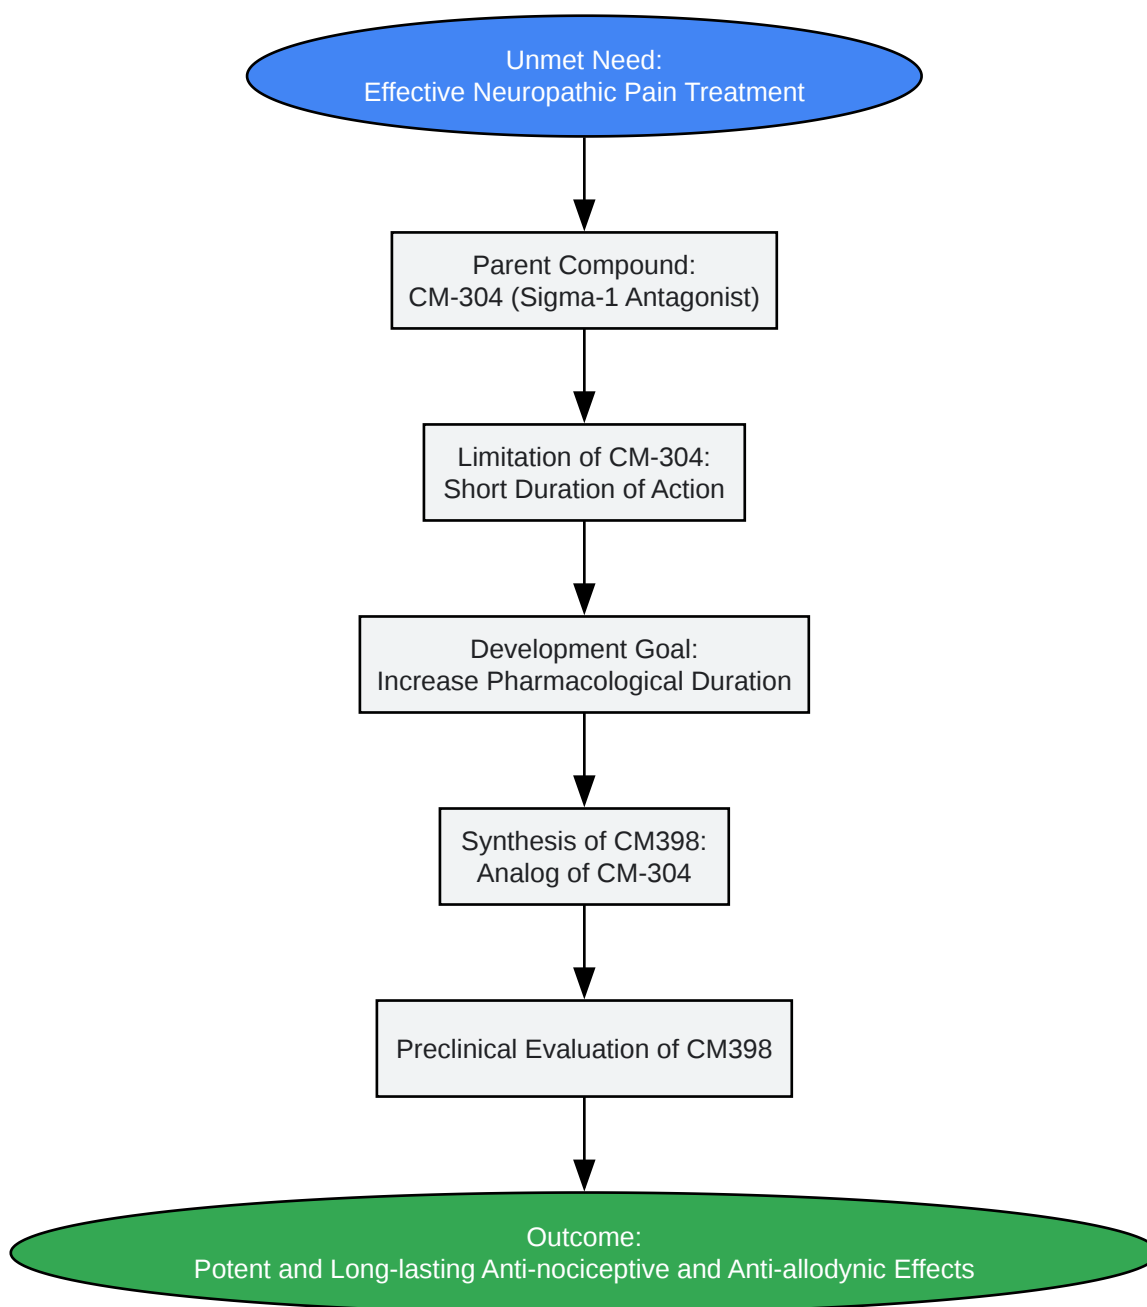 Unmet Need:
Effective Neuropathic Pain Treatment
Parent Compound:
CM-304 (Sigma-1 Antagonist)
Limitation of CM-304:
Short Duration of Action
Development Goal:
Increase Pharmacological Duration
Synthesis of CM398:
Analog of CM-304
Preclinical Evaluation of CM398
Outcome:
Potent and Long-lasting Anti-nociceptive and Anti-allodynic Effects